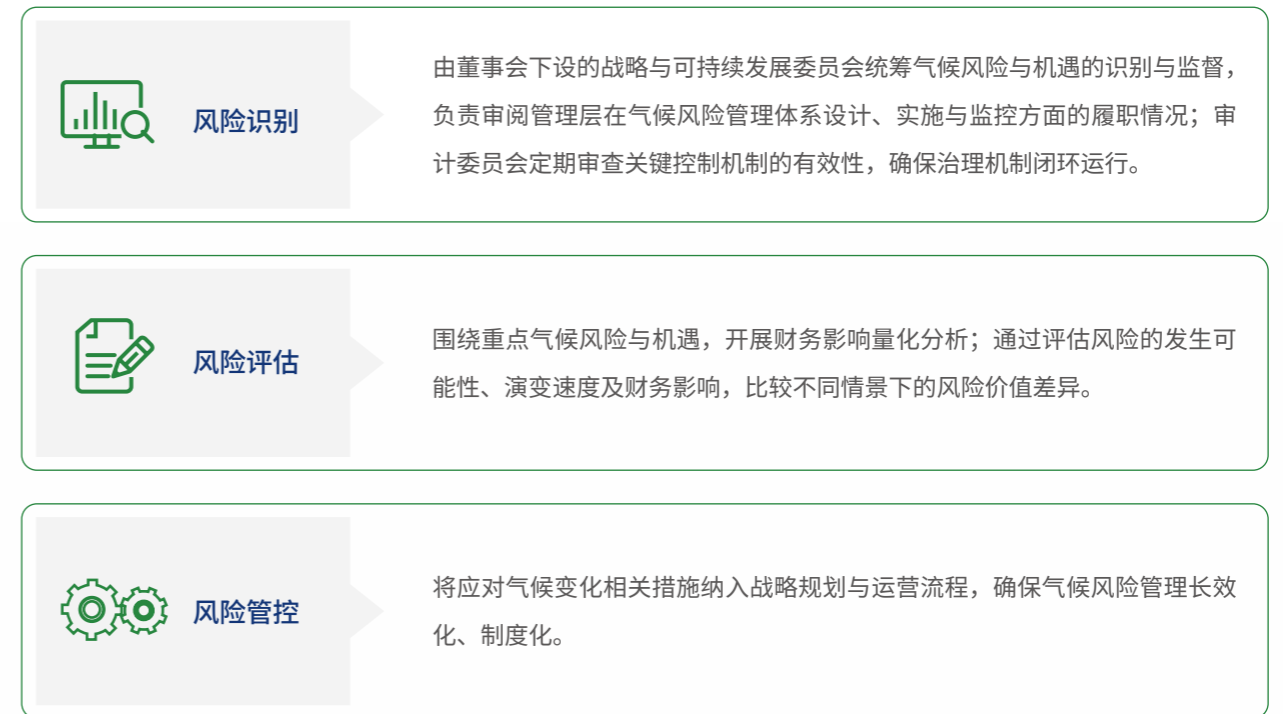 风险识别
由董事会下设的战略与可持续发展委员会统筹气候风险与机遇的识别与监督，
负责审阅管理层在气候风险管理体系设计、实施与监控方面的履职情况；审
计委员会定期审查关键控制机制的有效性，确保治理机制闭环运行。
风险评估
围绕重点气候风险与机遇，开展财务影响量化分析；通过评估风险的发生可
能性、演变速度及财务影响，比较不同情景下的风险价值差异。
风险管控
将应对气候变化相关措施纳入战略规划与运营流程，确保气候风险管理长效
化、制度化。